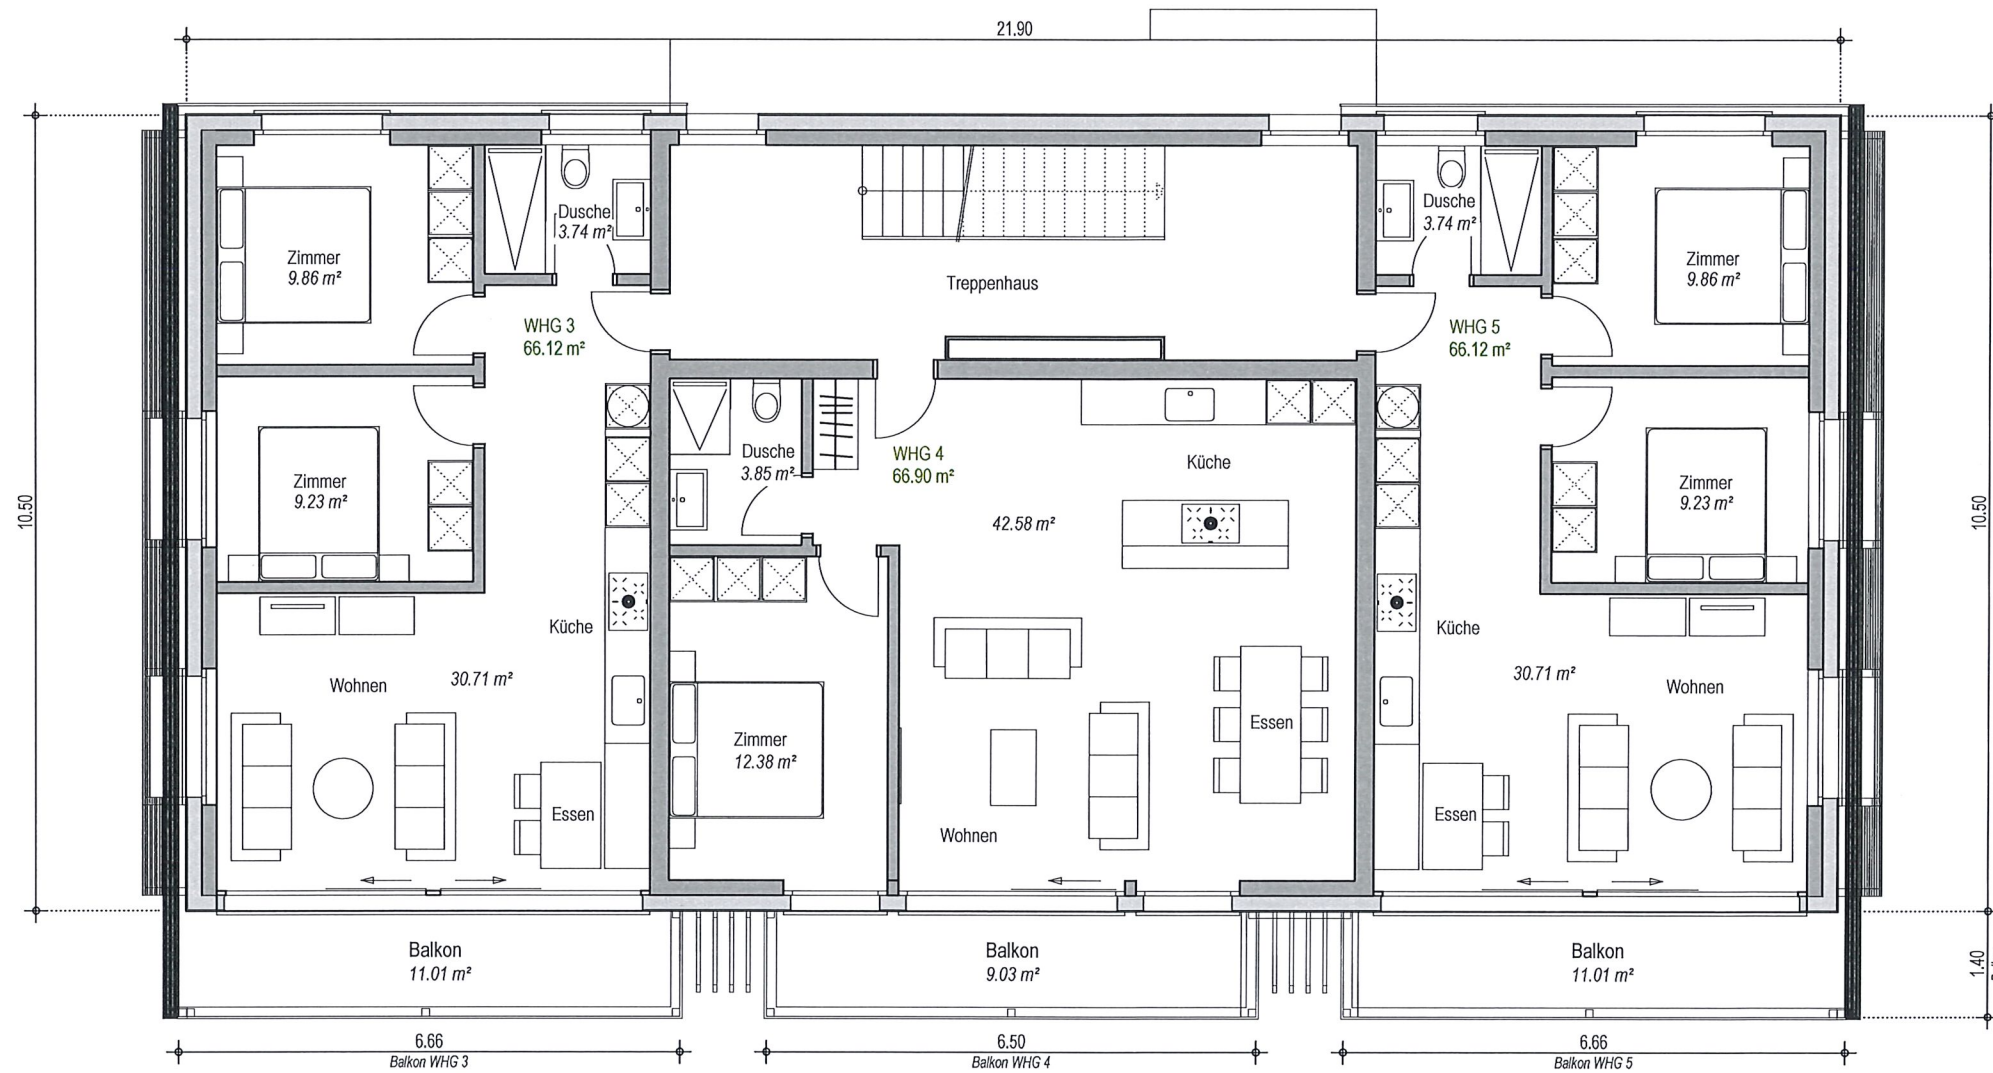 21.90
10.50
10.50
1.40
Zimmer
9.86 m²
Dusche
3.74 m²
WHG 3
66.12 m²
Treppenhaus
Dusche
3.74 m²
WHG 5
66.12 m²
Zimmer
9.86 m²
Zimmer
9.23 m²
Dusche
3.85 m²
WHG 4
66.90 m²
Küche
42.58 m²
Zimmer
9.23 m²
Küche
30.71 m²
Wohnen
Essen
Zimmer
12.38 m²
Wohnen
Essen
Küche
30.71 m²
Wohnen
Essen
Balkon
11.01 m²
Balkon
9.03 m²
Balkon
11.01 m²
6.66
Balkon WHG 3
6.50
Balkon WHG 4
6.66
Balkon WHG 5